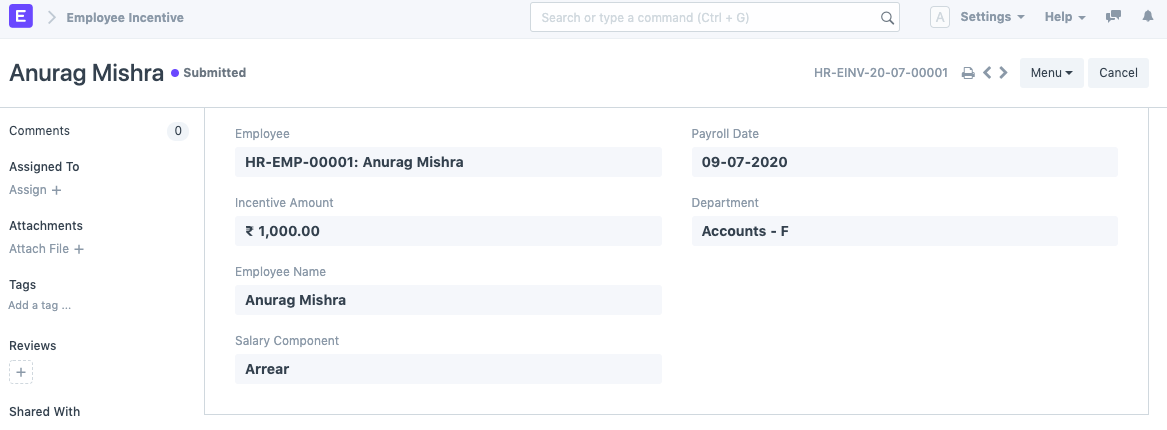 E
Employee Incentive
Search or type a command (Ctrl + G)
A
Settings
Help
Anurag Mishra
Submitted
HR-EINV-20-07-00001
Menu
Cancel
Comments
0
Assigned To
Assign +
Attachments
Attach File +
Tags
Add a tag ...
Reviews
+
Shared With
Employee
HR-EMP-00001: Anurag Mishra
Incentive Amount
₹ 1,000.00
Employee Name
Anurag Mishra
Salary Component
Arrear
Payroll Date
09-07-2020
Department
Accounts - F